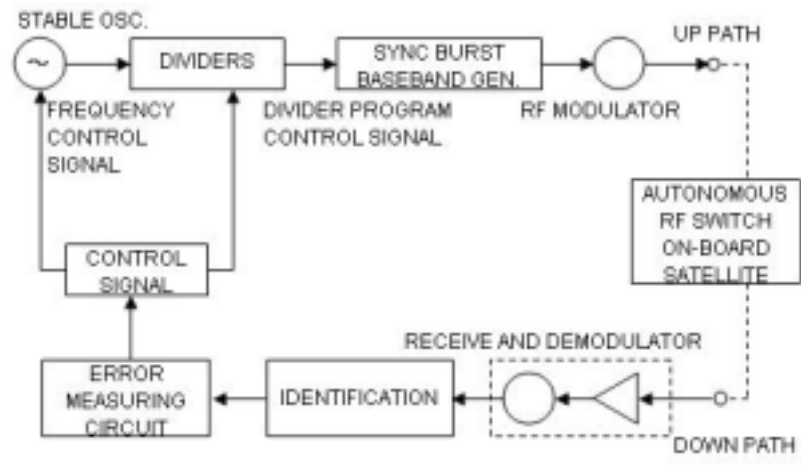 STABLE OSC.
~
DIVIDERS
SYNC BURST
BASEBAND GEN.
UP PATH
FREQUENCY
CONTROL
SIGNAL
DIVIDER PROGRAM
CONTROL SIGNAL
RF MODULATOR
AUTONOMOUS
RF SWITCH
ON-BOARD
SATELLITE
CONTROL
SIGNAL
RECEIVE AND DEMODULATOR
ERROR
MEASURING
CIRCUIT
IDENTIFICATION
DOWN PATH